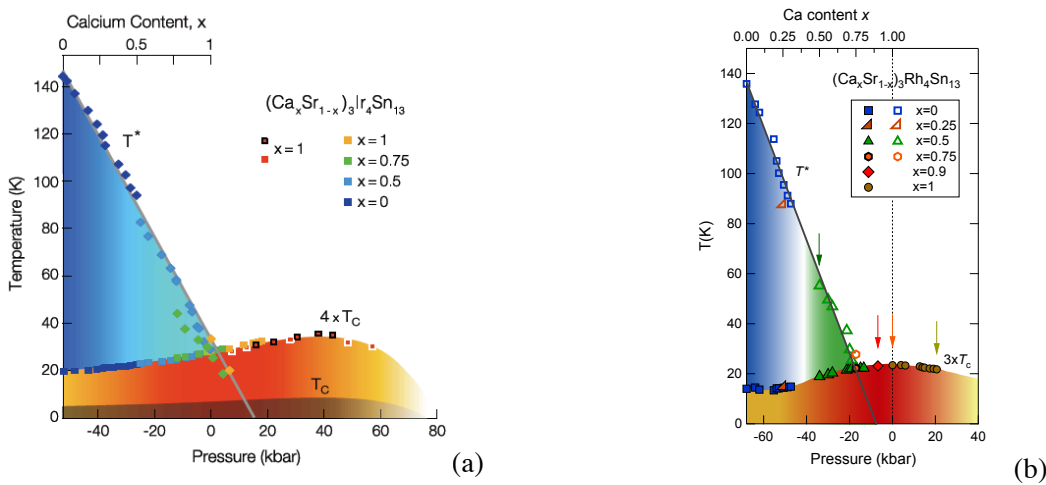 Calcium Content, x
0 0.5 1
140
120
100
80
60
40
20
0
Temperature (K)
T*
(CaₓSr₁₋ₓ)₃Ir₄Sn₁₃
x = 1
x = 1
x = 0.75
x = 0.5
x = 0
4 x T_C
T_C
-40 -20 0 20 40 60 80
Pressure (kbar)
(a)
Ca content x
0.00 0.25 0.50 0.75 1.00
140
120
100
80
60
40
20
0
T(K)
(CaₓSr₁₋ₓ)₃Rh₄Sn₁₃
x=0
x=0.25
x=0.5
x=0.75
x=0.9
x=1
T*
3xT_c
-60 -40 -20 0 20 40
Pressure (kbar)
(b)